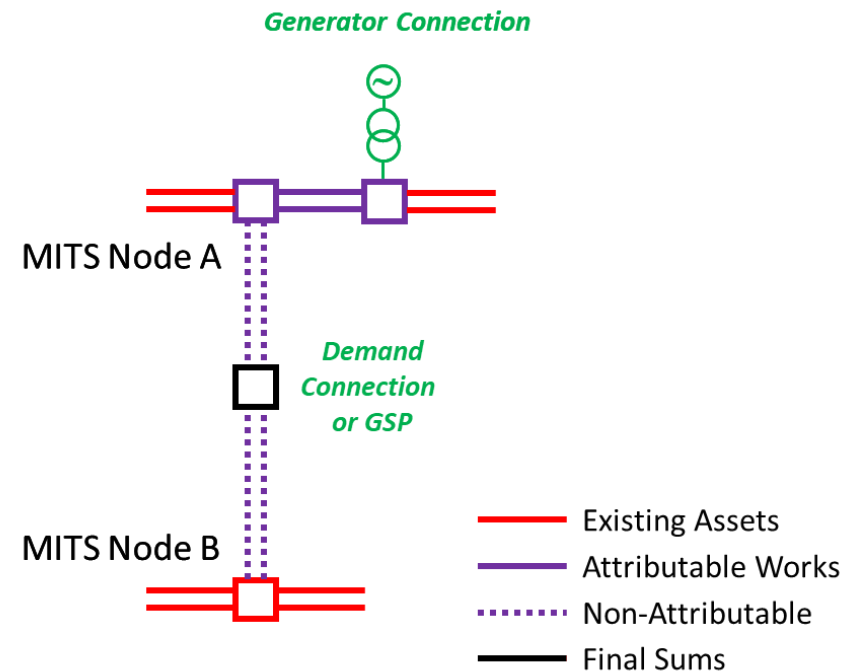 Generator Connection
~
MITS Node A
Demand
Connection
or GSP
MITS Node B
Existing Assets
Attributable Works
Non-Attributable
Final Sums